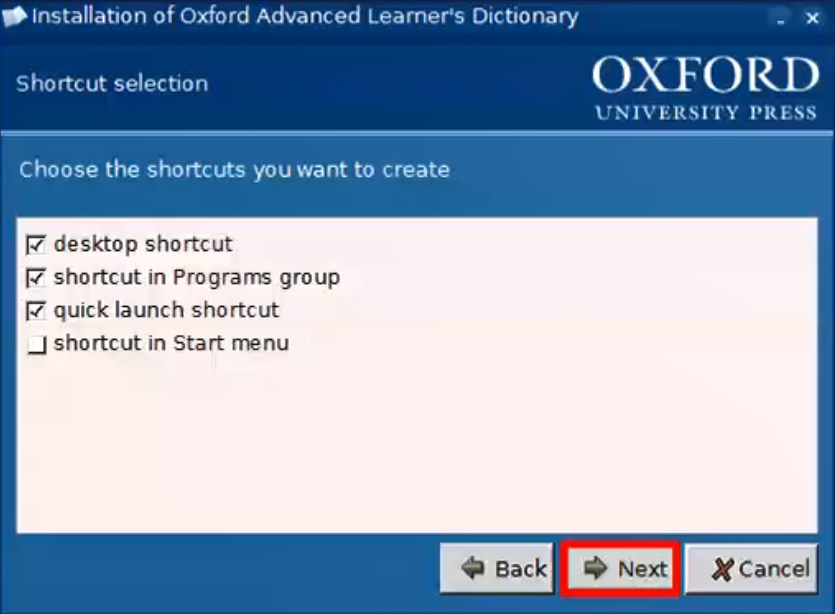 Installation of Oxford Advanced Learner's Dictionary
Shortcut selection
OXFORD
UNIVERSITY PRESS
Choose the shortcuts you want to create
desktop shortcut
shortcut in Programs group
quick launch shortcut
shortcut in Start menu
Back Next Cancel